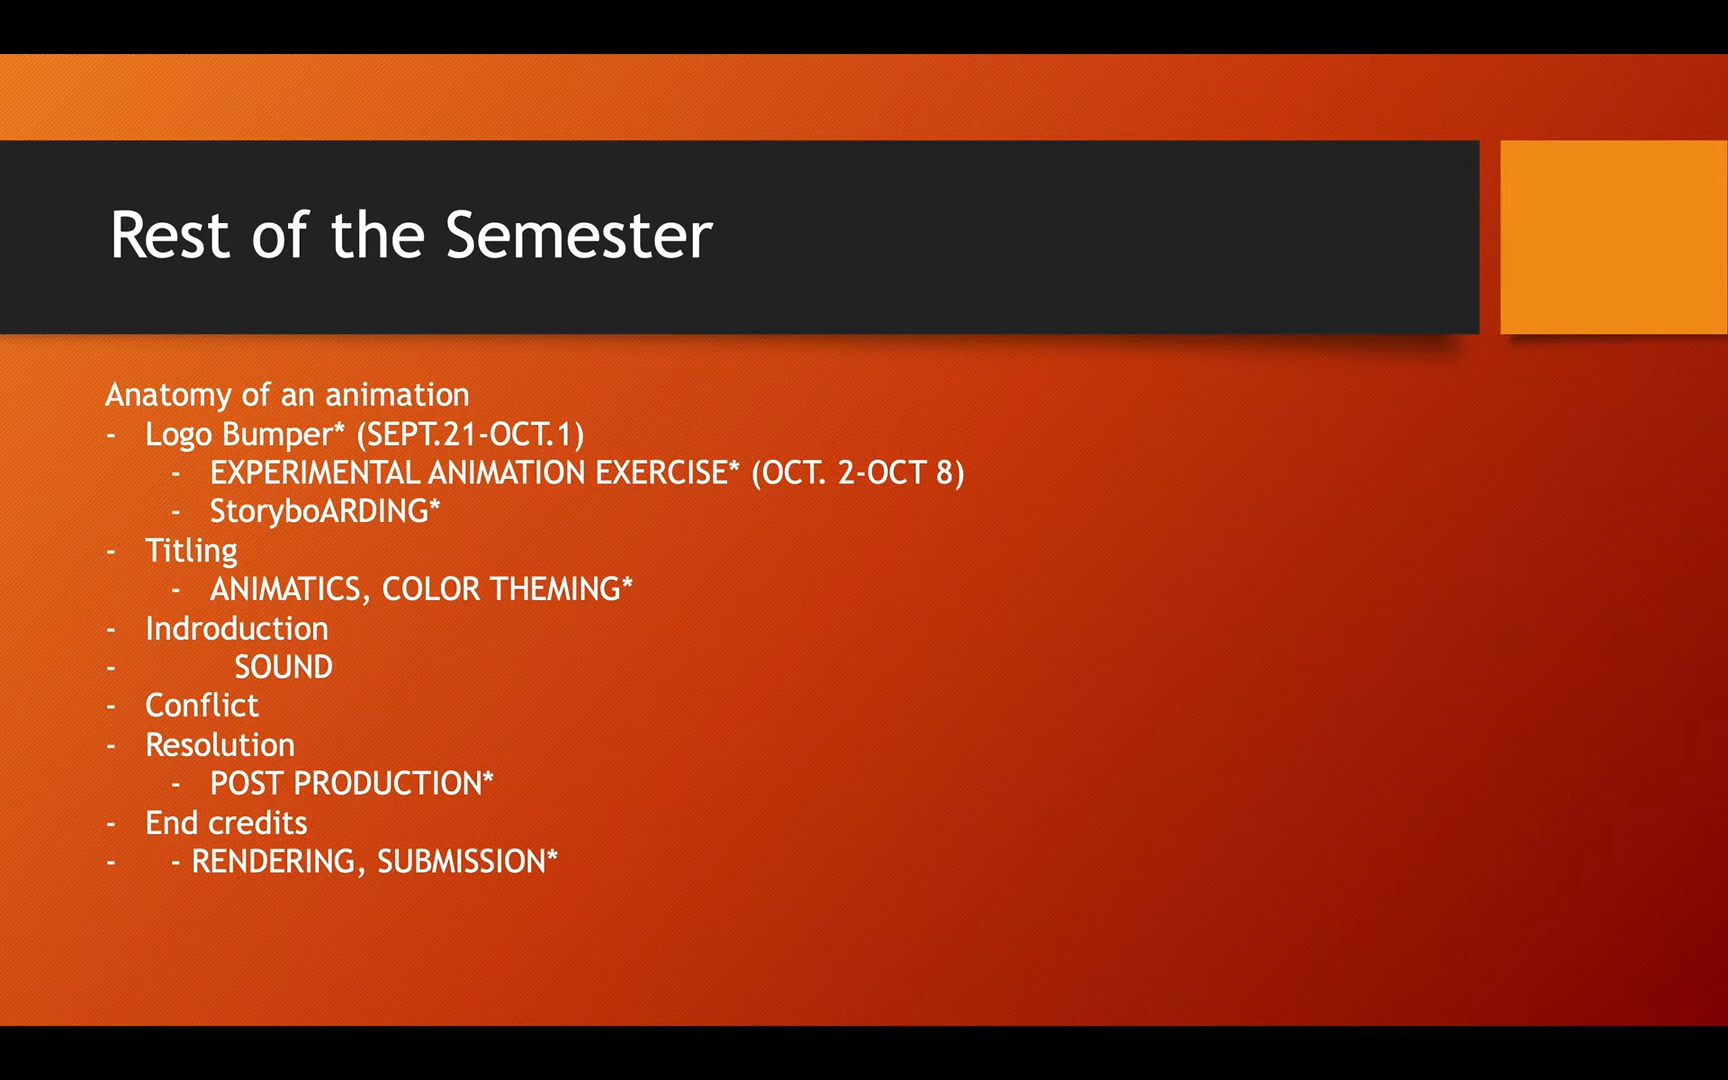 Rest of the Semester
Anatomy of an animation
- Logo Bumper* (SEPT.21-OCT.1)
- EXPERIMENTAL ANIMATION EXERCISE* (OCT. 2-OCT 8)
- StoryboARDING*
- Titling
- ANIMATICS, COLOR THEMING*
- Indroduction
- SOUND
- Conflict
- Resolution
- POST PRODUCTION*
- End credits
- - RENDERING, SUBMISSION*